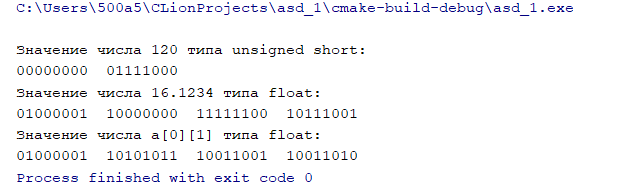 C:\Users\500a5\CLionProjects\asd_1\cmake-build-debug\asd_1.exe
Значение числа 120 типа unsigned short:
00000000 01111000
Значение числа 16.1234 типа float:
01000001 10000000 11111100 10111001
Значение числа a[0][1] типа float:
01000001 10101011 10011001 10011010
Process finished with exit code 0